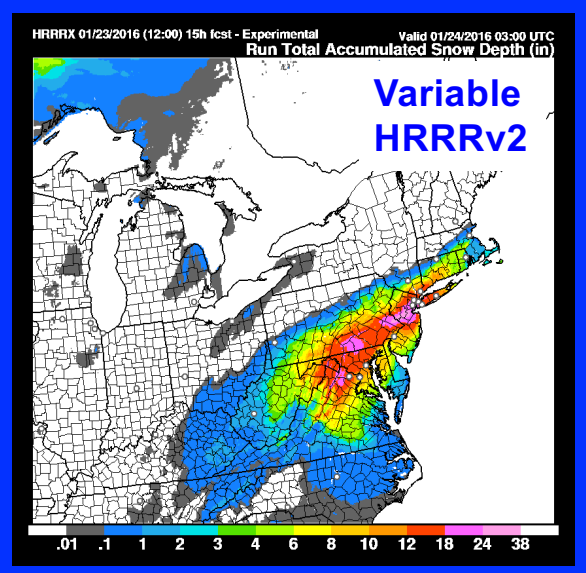 HRRRX 01/23/2016 (12:00) 15h fcst - Experimental
Valid 01/24/2016 03:00 UTC
Run Total Accumulated Snow Depth (in)
Variable
HRRRv2
.01 .1 1 2 3 4 6 8 10 12 18 24 38